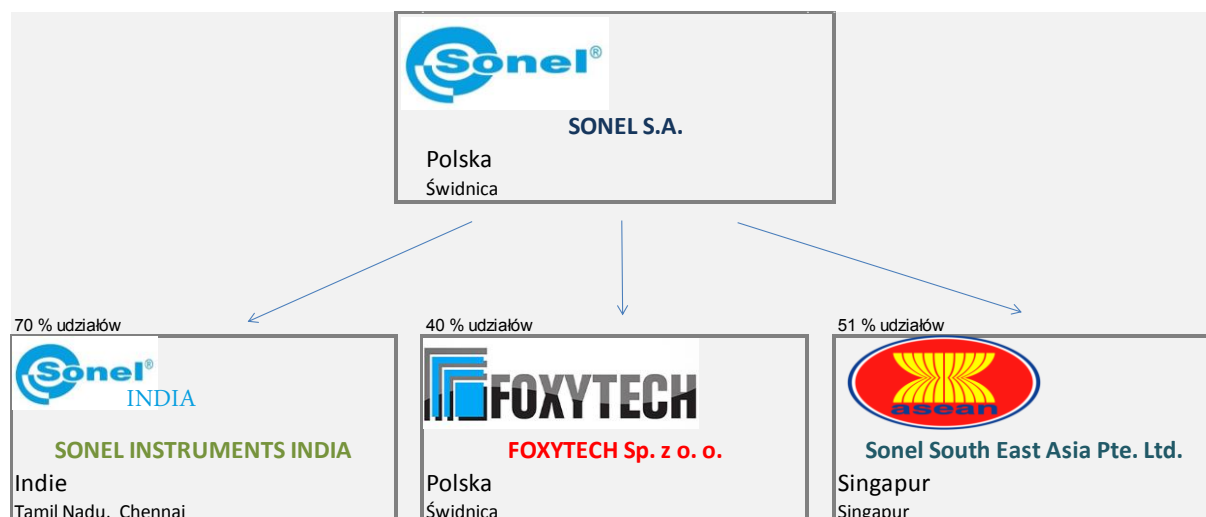 Sonel®
SONEL S.A.
Polska
Świdnica
70 % udziałów
40 % udziałów
51 % udziałów
Sonel®
INDIA
FOXYTECH
asean
SONEL INSTRUMENTS INDIA
FOXYTECH Sp. z o. o.
Sonel South East Asia Pte. Ltd.
Indie
Polska
Singapur
Tamil Nadu, Chennai
Świdnica
Singapur